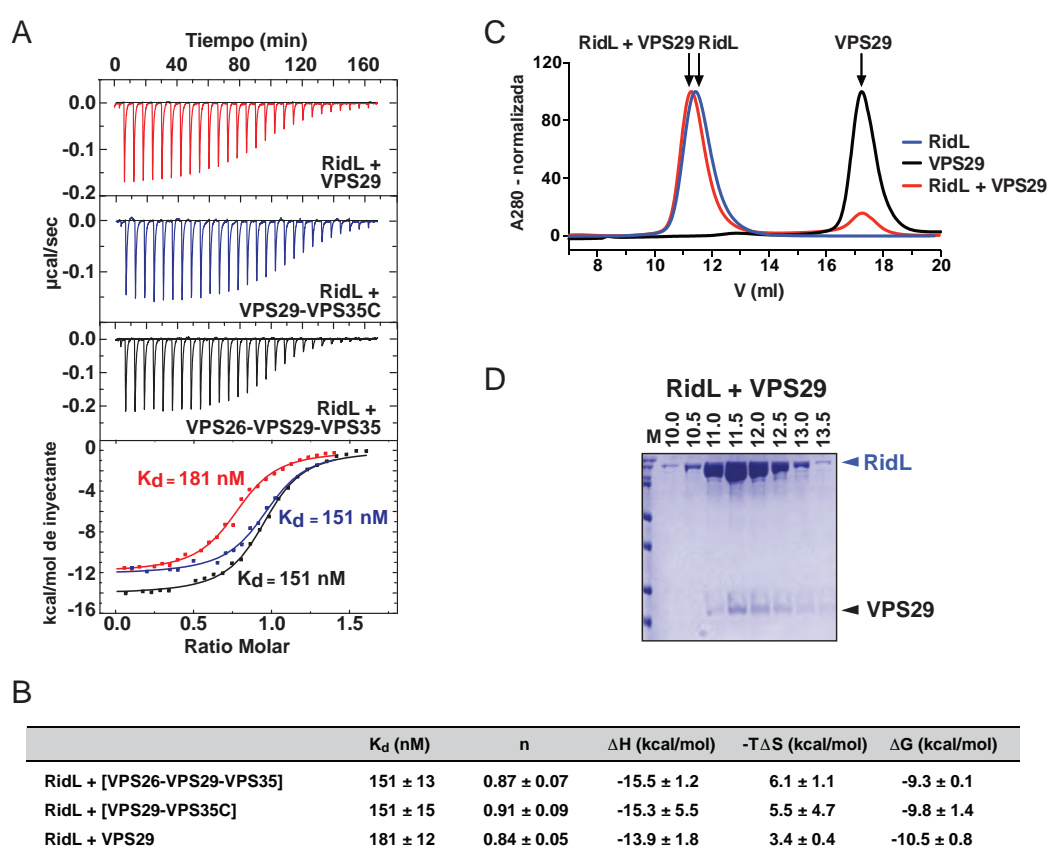 A
Tiempo (min)
0 40 80 120 160
0.0
-0.1
-0.2
RidL +
VPS29
0.0
-0.1
RidL +
VPS29-VPS35C
µcal/sec
0.0
-0.1
-0.2
RidL +
VPS26-VPS29-VPS35
0
-4
-8
-12
-16
kcal/mol de inyectante
Kd = 181 nM
Kd = 151 nM
Kd = 151 nM
0.0 0.5 1.0 1.5
Ratio Molar
C
RidL + VPS29 RidL VPS29
120
80
40
0
A280 - normalizada
RidL
VPS29
RidL + VPS29
8 10 12 14 16 18 20
V (ml)
D
RidL + VPS29
M 10.0 10.5 11.0 11.5 12.0 12.5 13.0 13.5
RidL
VPS29
B
Kd (nM) n ΔH (kcal/mol) -TΔS (kcal/mol) ΔG (kcal/mol)
RidL + [VPS26-VPS29-VPS35] 151 ± 13 0.87 ± 0.07 -15.5 ± 1.2 6.1 ± 1.1 -9.3 ± 0.1
RidL + [VPS29-VPS35C] 151 ± 15 0.91 ± 0.09 -15.3 ± 5.5 5.5 ± 4.7 -9.8 ± 1.4
RidL + VPS29 181 ± 12 0.84 ± 0.05 -13.9 ± 1.8 3.4 ± 0.4 -10.5 ± 0.8